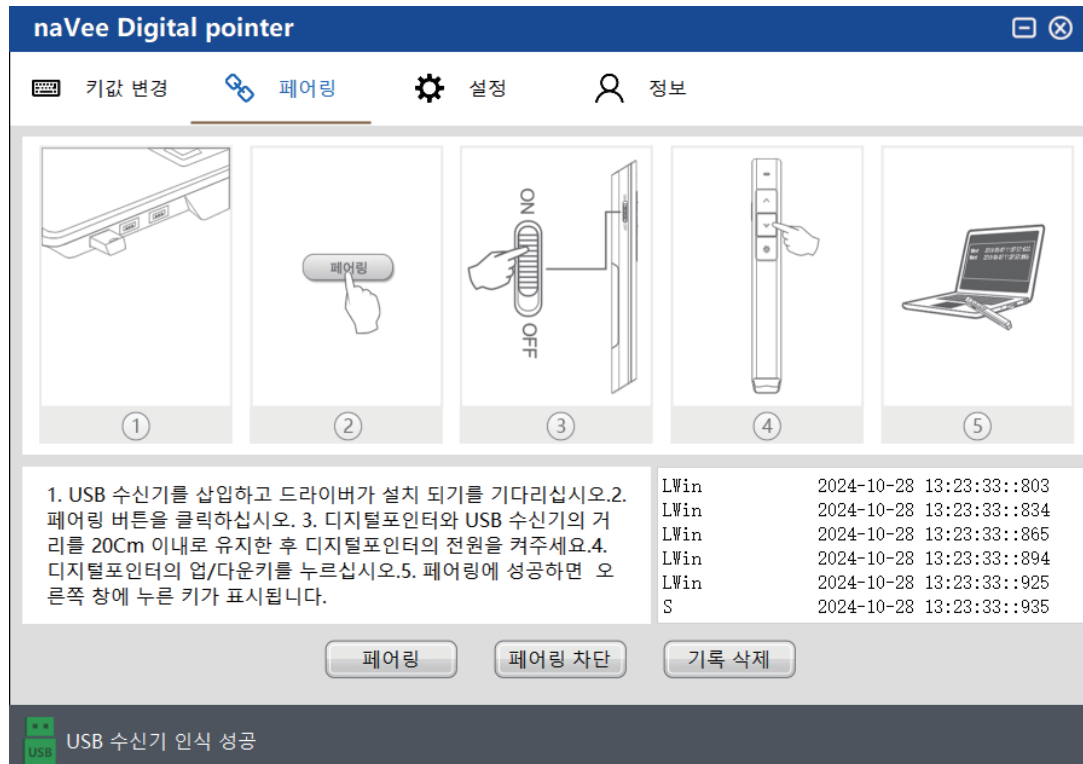 naVee Digital pointer
키값 변경
페어링
설정
정보
페어링
ON
OFF
1
2
3
4
5
1. USB 수신기를 삽입하고 드라이버가 설치 되기를 기다리십시오.2.
페어링 버튼을 클릭하십시오. 3. 디지털포인터와 USB 수신기의 거
리를 20Cm 이내로 유지한 후 디지털포인터의 전원을 켜주세요.4.
디지털포인터의 업/다운키를 누르십시오.5. 페어링에 성공하면 오
른쪽 창에 누른 키가 표시됩니다.
LWin 2024-10-28 13:23:33::803
LWin 2024-10-28 13:23:33::834
LWin 2024-10-28 13:23:33::865
LWin 2024-10-28 13:23:33::894
LWin 2024-10-28 13:23:33::925
S 2024-10-28 13:23:33::935
페어링
페어링 차단
기록 삭제
USB
USB 수신기 인식 성공